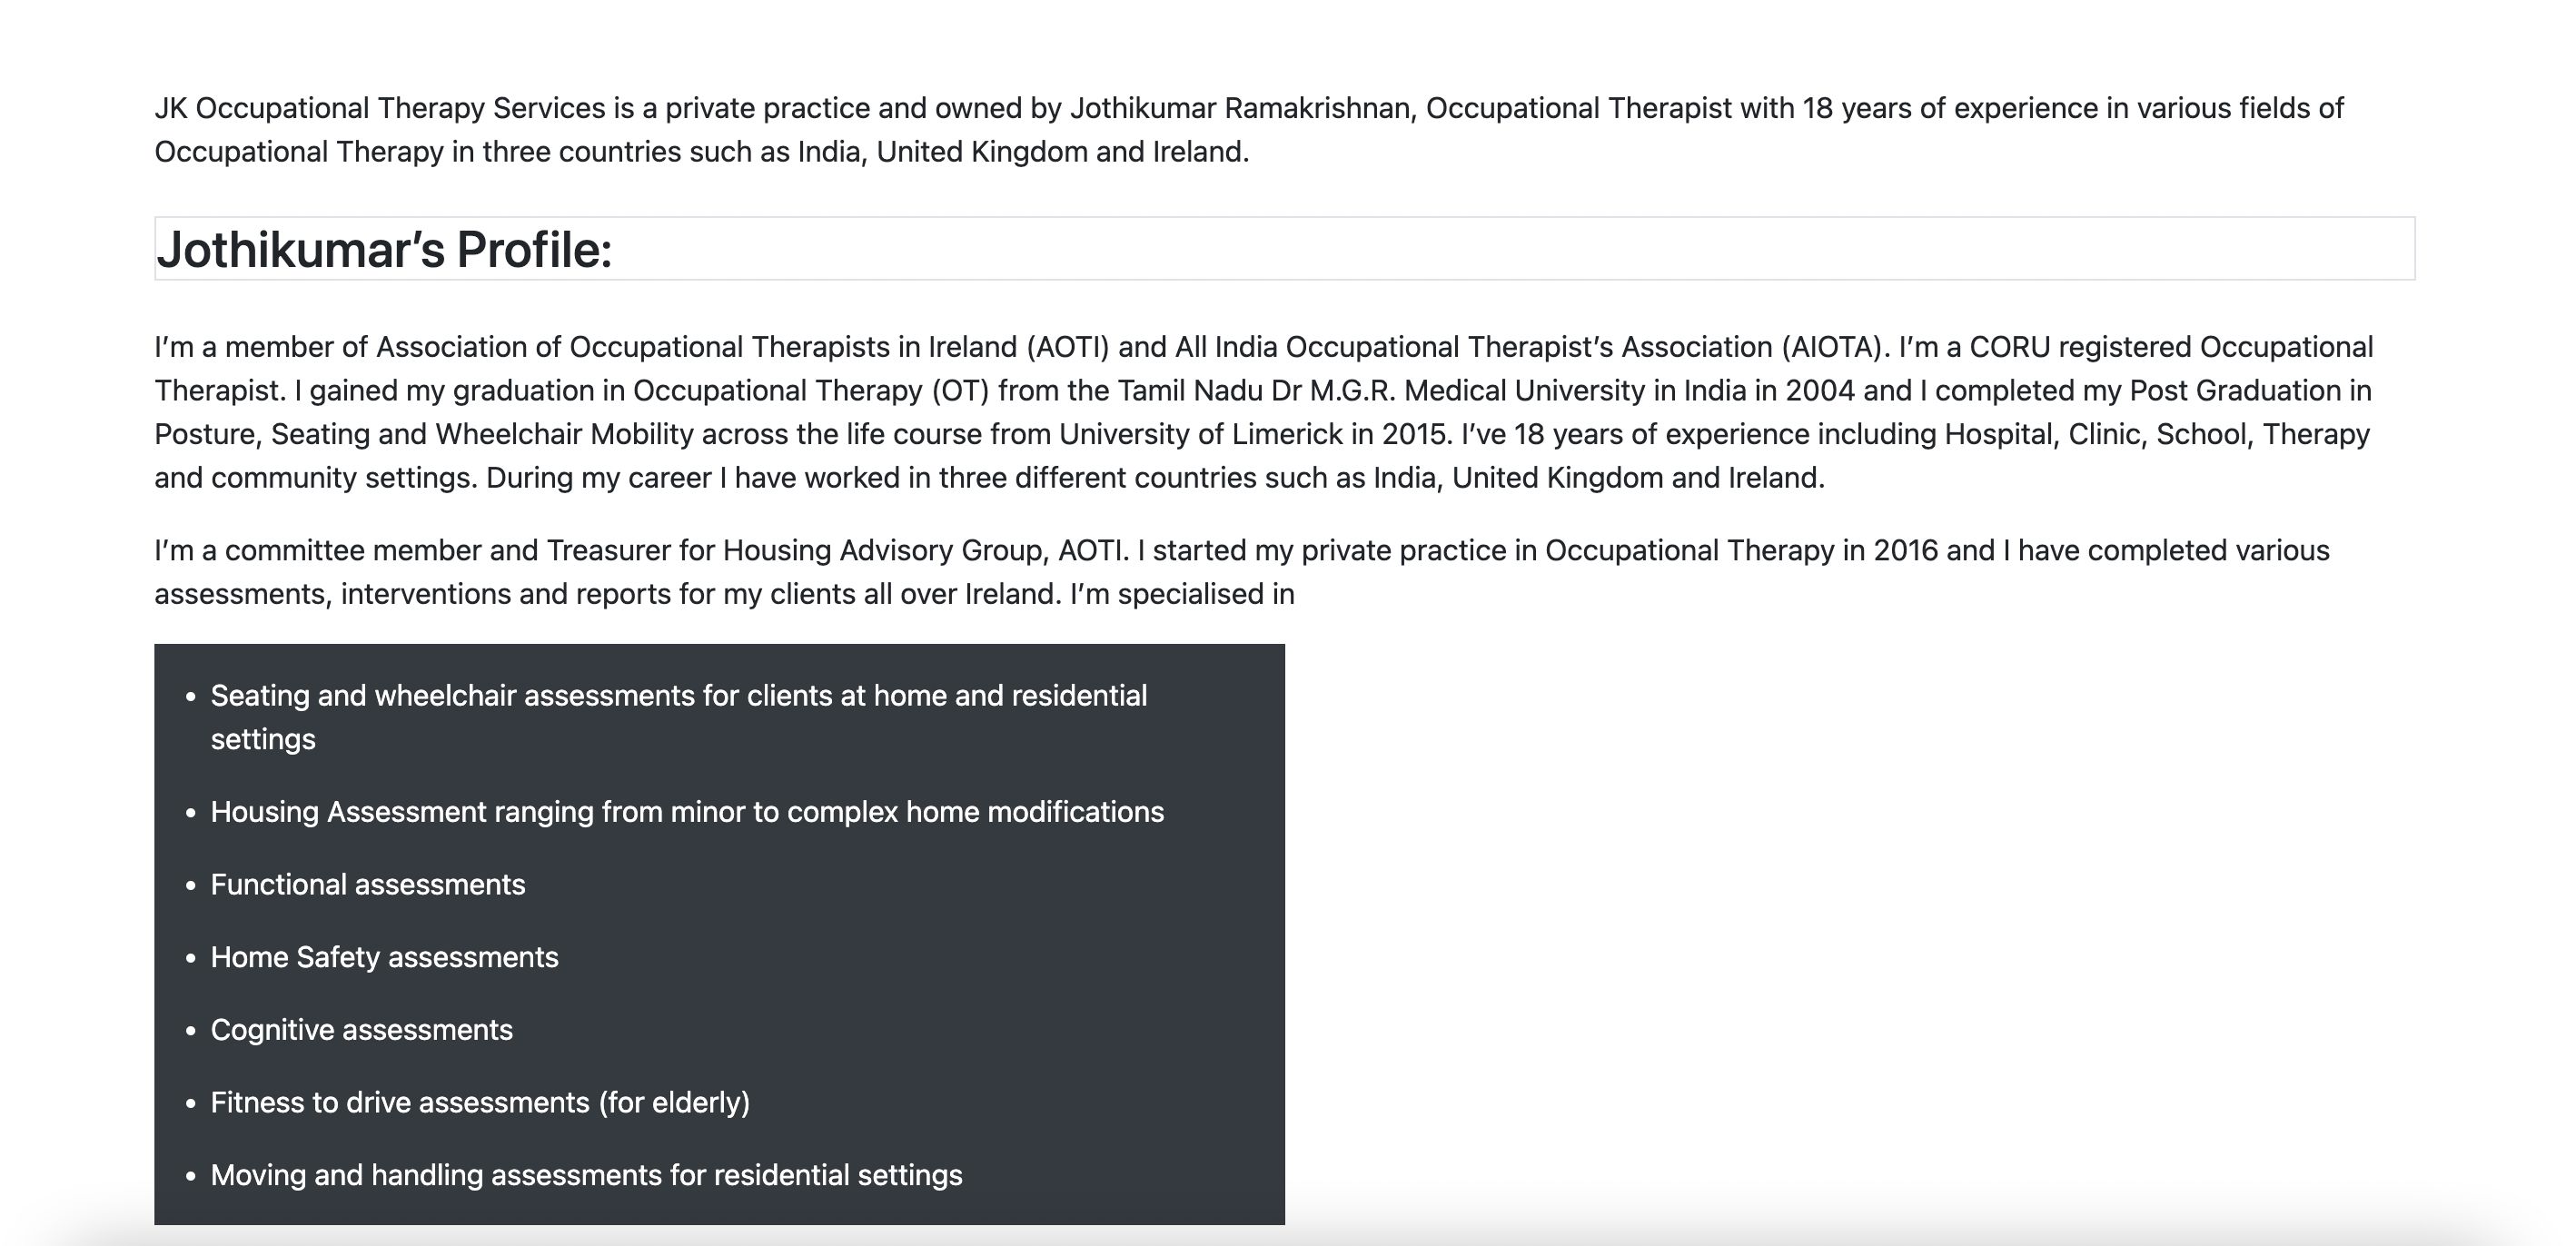 JK Occupational Therapy Services is a private practice and owned by Jothikumar Ramakrishnan, Occupational Therapist with 18 years of experience in various fields of
Occupational Therapy in three countries such as India, United Kingdom and Ireland.
Jothikumar’s Profile:
I’m a member of Association of Occupational Therapists in Ireland (AOTI) and All India Occupational Therapist’s Association (AIOTA). I’m a CORU registered Occupational
Therapist. I gained my graduation in Occupational Therapy (OT) from the Tamil Nadu Dr M.G.R. Medical University in India in 2004 and I completed my Post Graduation in
Posture, Seating and Wheelchair Mobility across the life course from University of Limerick in 2015. I’ve 18 years of experience including Hospital, Clinic, School, Therapy
and community settings. During my career I have worked in three different countries such as India, United Kingdom and Ireland.
I’m a committee member and Treasurer for Housing Advisory Group, AOTI. I started my private practice in Occupational Therapy in 2016 and I have completed various
assessments, interventions and reports for my clients all over Ireland. I’m specialised in
• Seating and wheelchair assessments for clients at home and residential
settings
• Housing Assessment ranging from minor to complex home modifications
• Functional assessments
• Home Safety assessments
• Cognitive assessments
• Fitness to drive assessments (for elderly)
• Moving and handling assessments for residential settings